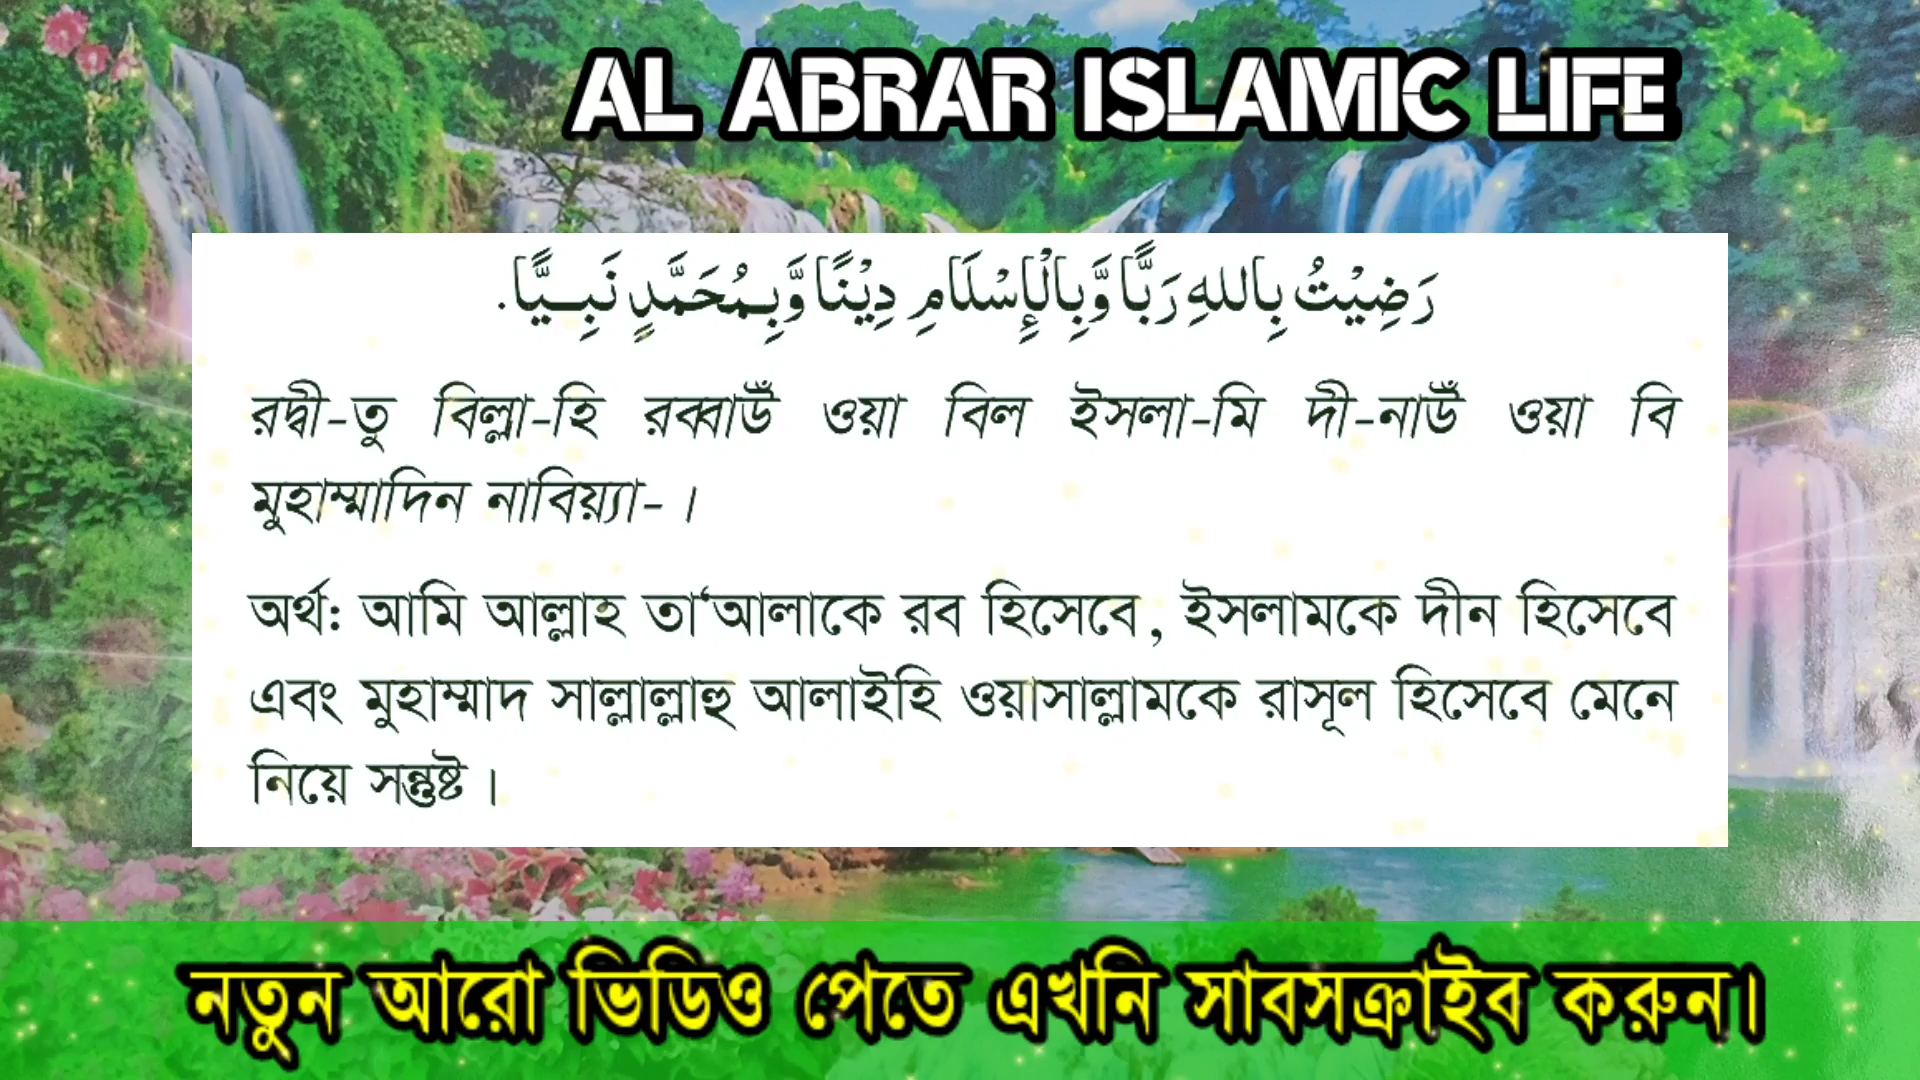 AL ABRAR ISLAMIC LIFE
رَضِيْتُ بِاللهِ رَبًّا وَّبِالْإِسْلَامِ دِيْنًا وَّبِمُحَمَّدٍ نَبِيًّا.
রদ্বী-তু বিল্লা-হি রব্বাউঁ ওয়া বিল ইসলা-মি দী-নাউঁ ওয়া বি
মুহাম্মাদিন নাবিয়্যা- ।
অর্থ: আমি আল্লাহ তা‘আলাকে রব হিসেবে, ইসলামকে দীন হিসেবে
এবং মুহাম্মাদ সাল্লাল্লাহু আলাইহি ওয়াসাল্লামকে রাসূল হিসেবে মেনে
নিয়ে সন্তুষ্ট ।
নতুন আরো ভিডিও পেতে এখনি সাবসক্রাইব করুন।